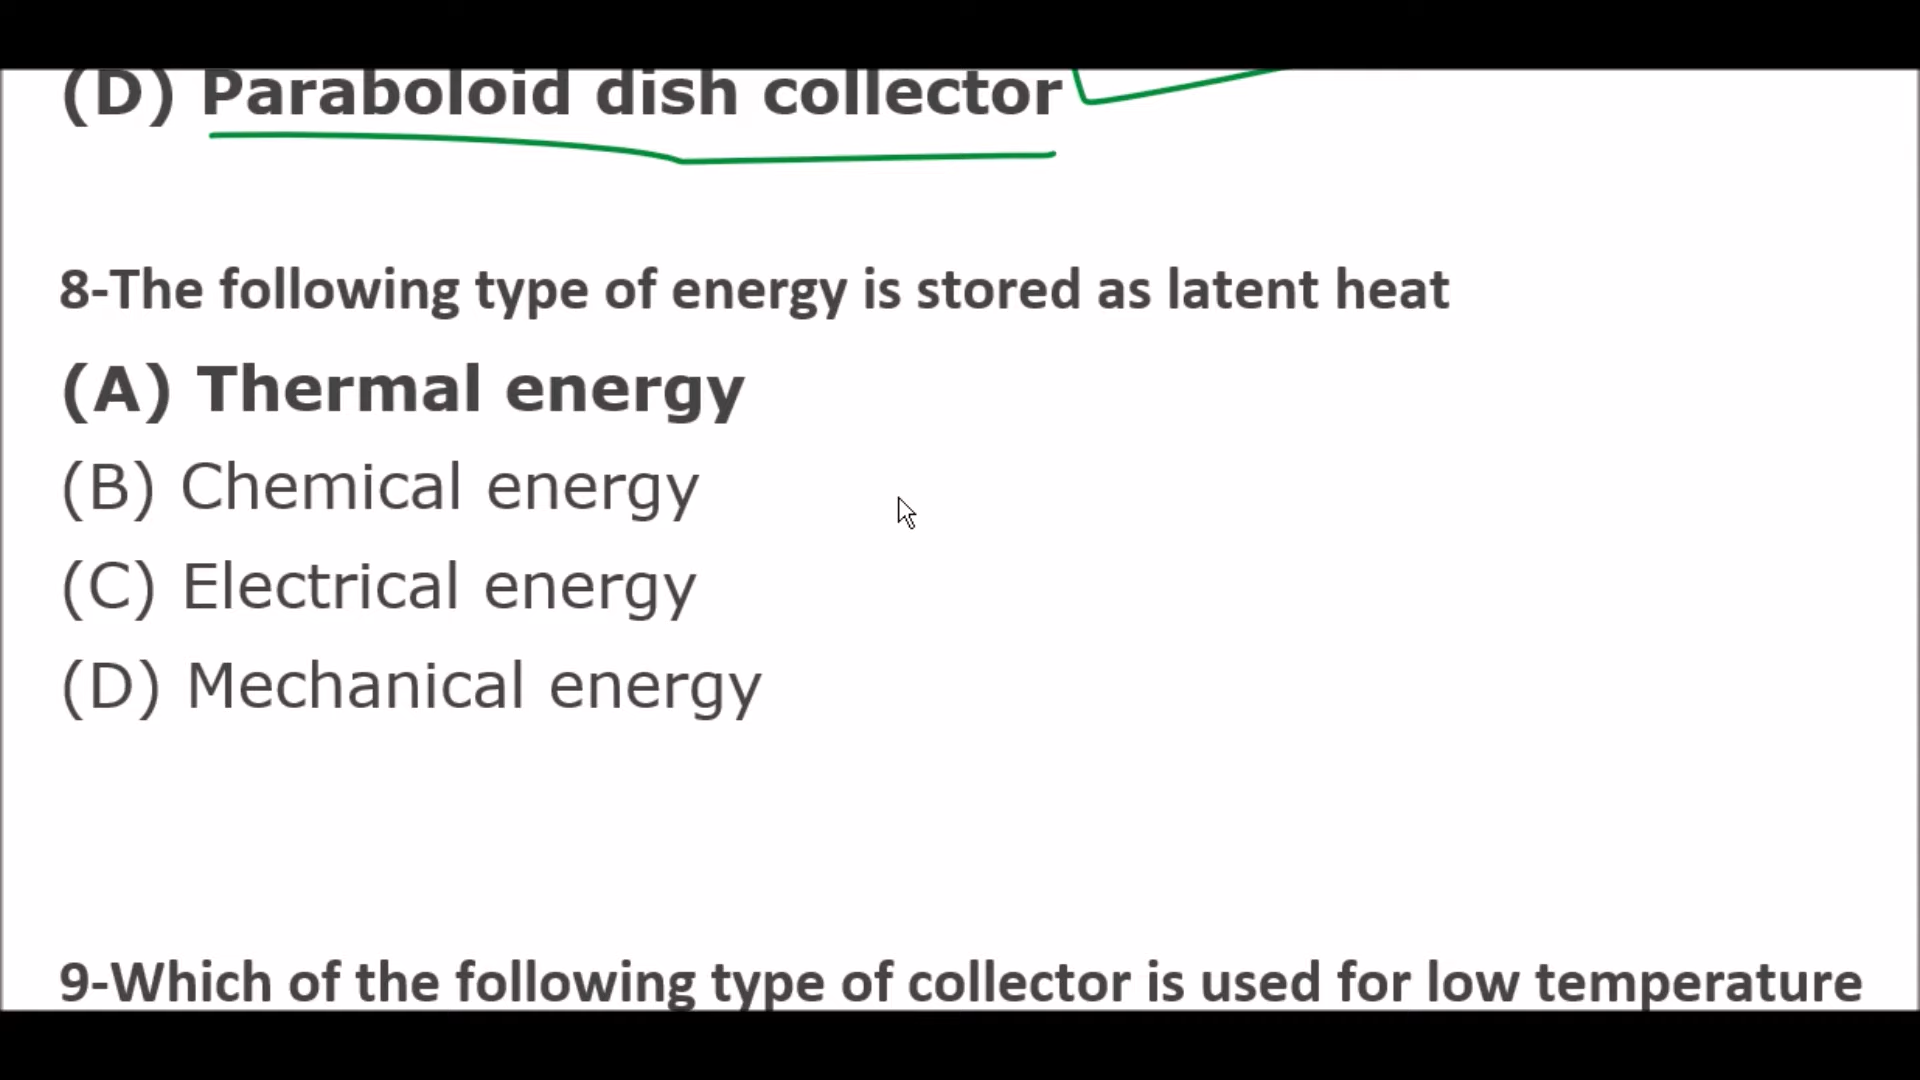 (D) Paraboloid dish collector
8-The following type of energy is stored as latent heat
(A) Thermal energy
(B) Chemical energy
(C) Electrical energy
(D) Mechanical energy
9-Which of the following type of collector is used for low temperature